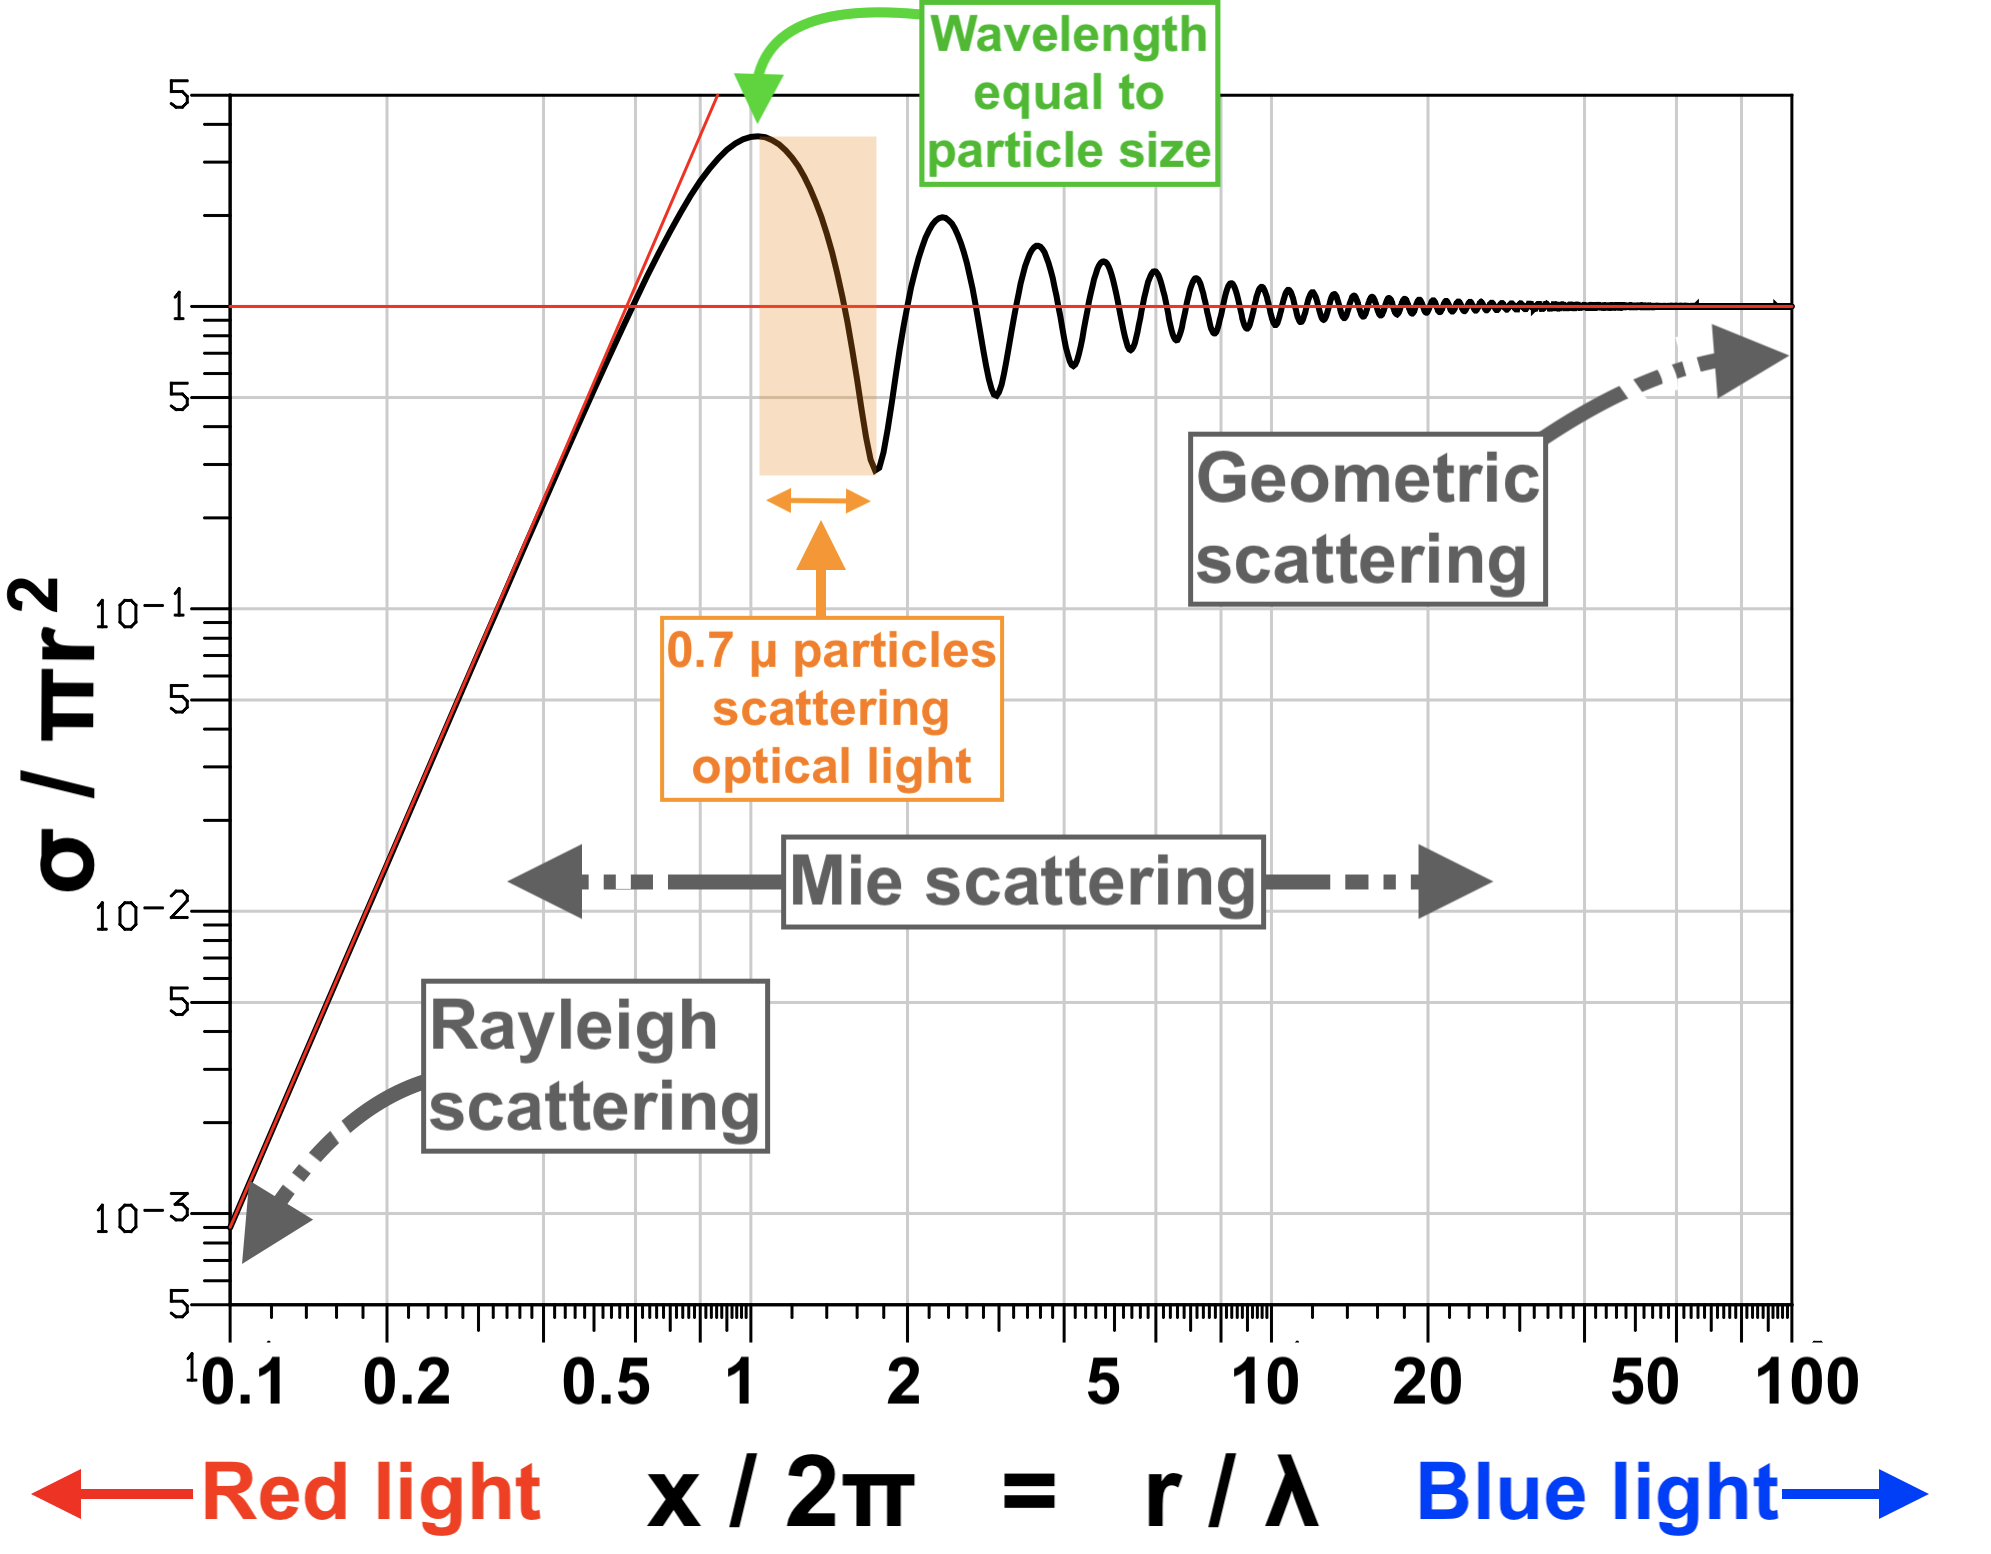 Wavelength
equal to
particle size
5
1
5
10⁻¹
5
10⁻²
5
10⁻³
5
σ / πr²
Geometric
scattering
0.7 µ particles
scattering
optical light
Mie scattering
Rayleigh
scattering
1
0.1 0.2 0.5 1 2 5 10 20 50 100
Red light x / 2π = r / λ Blue light